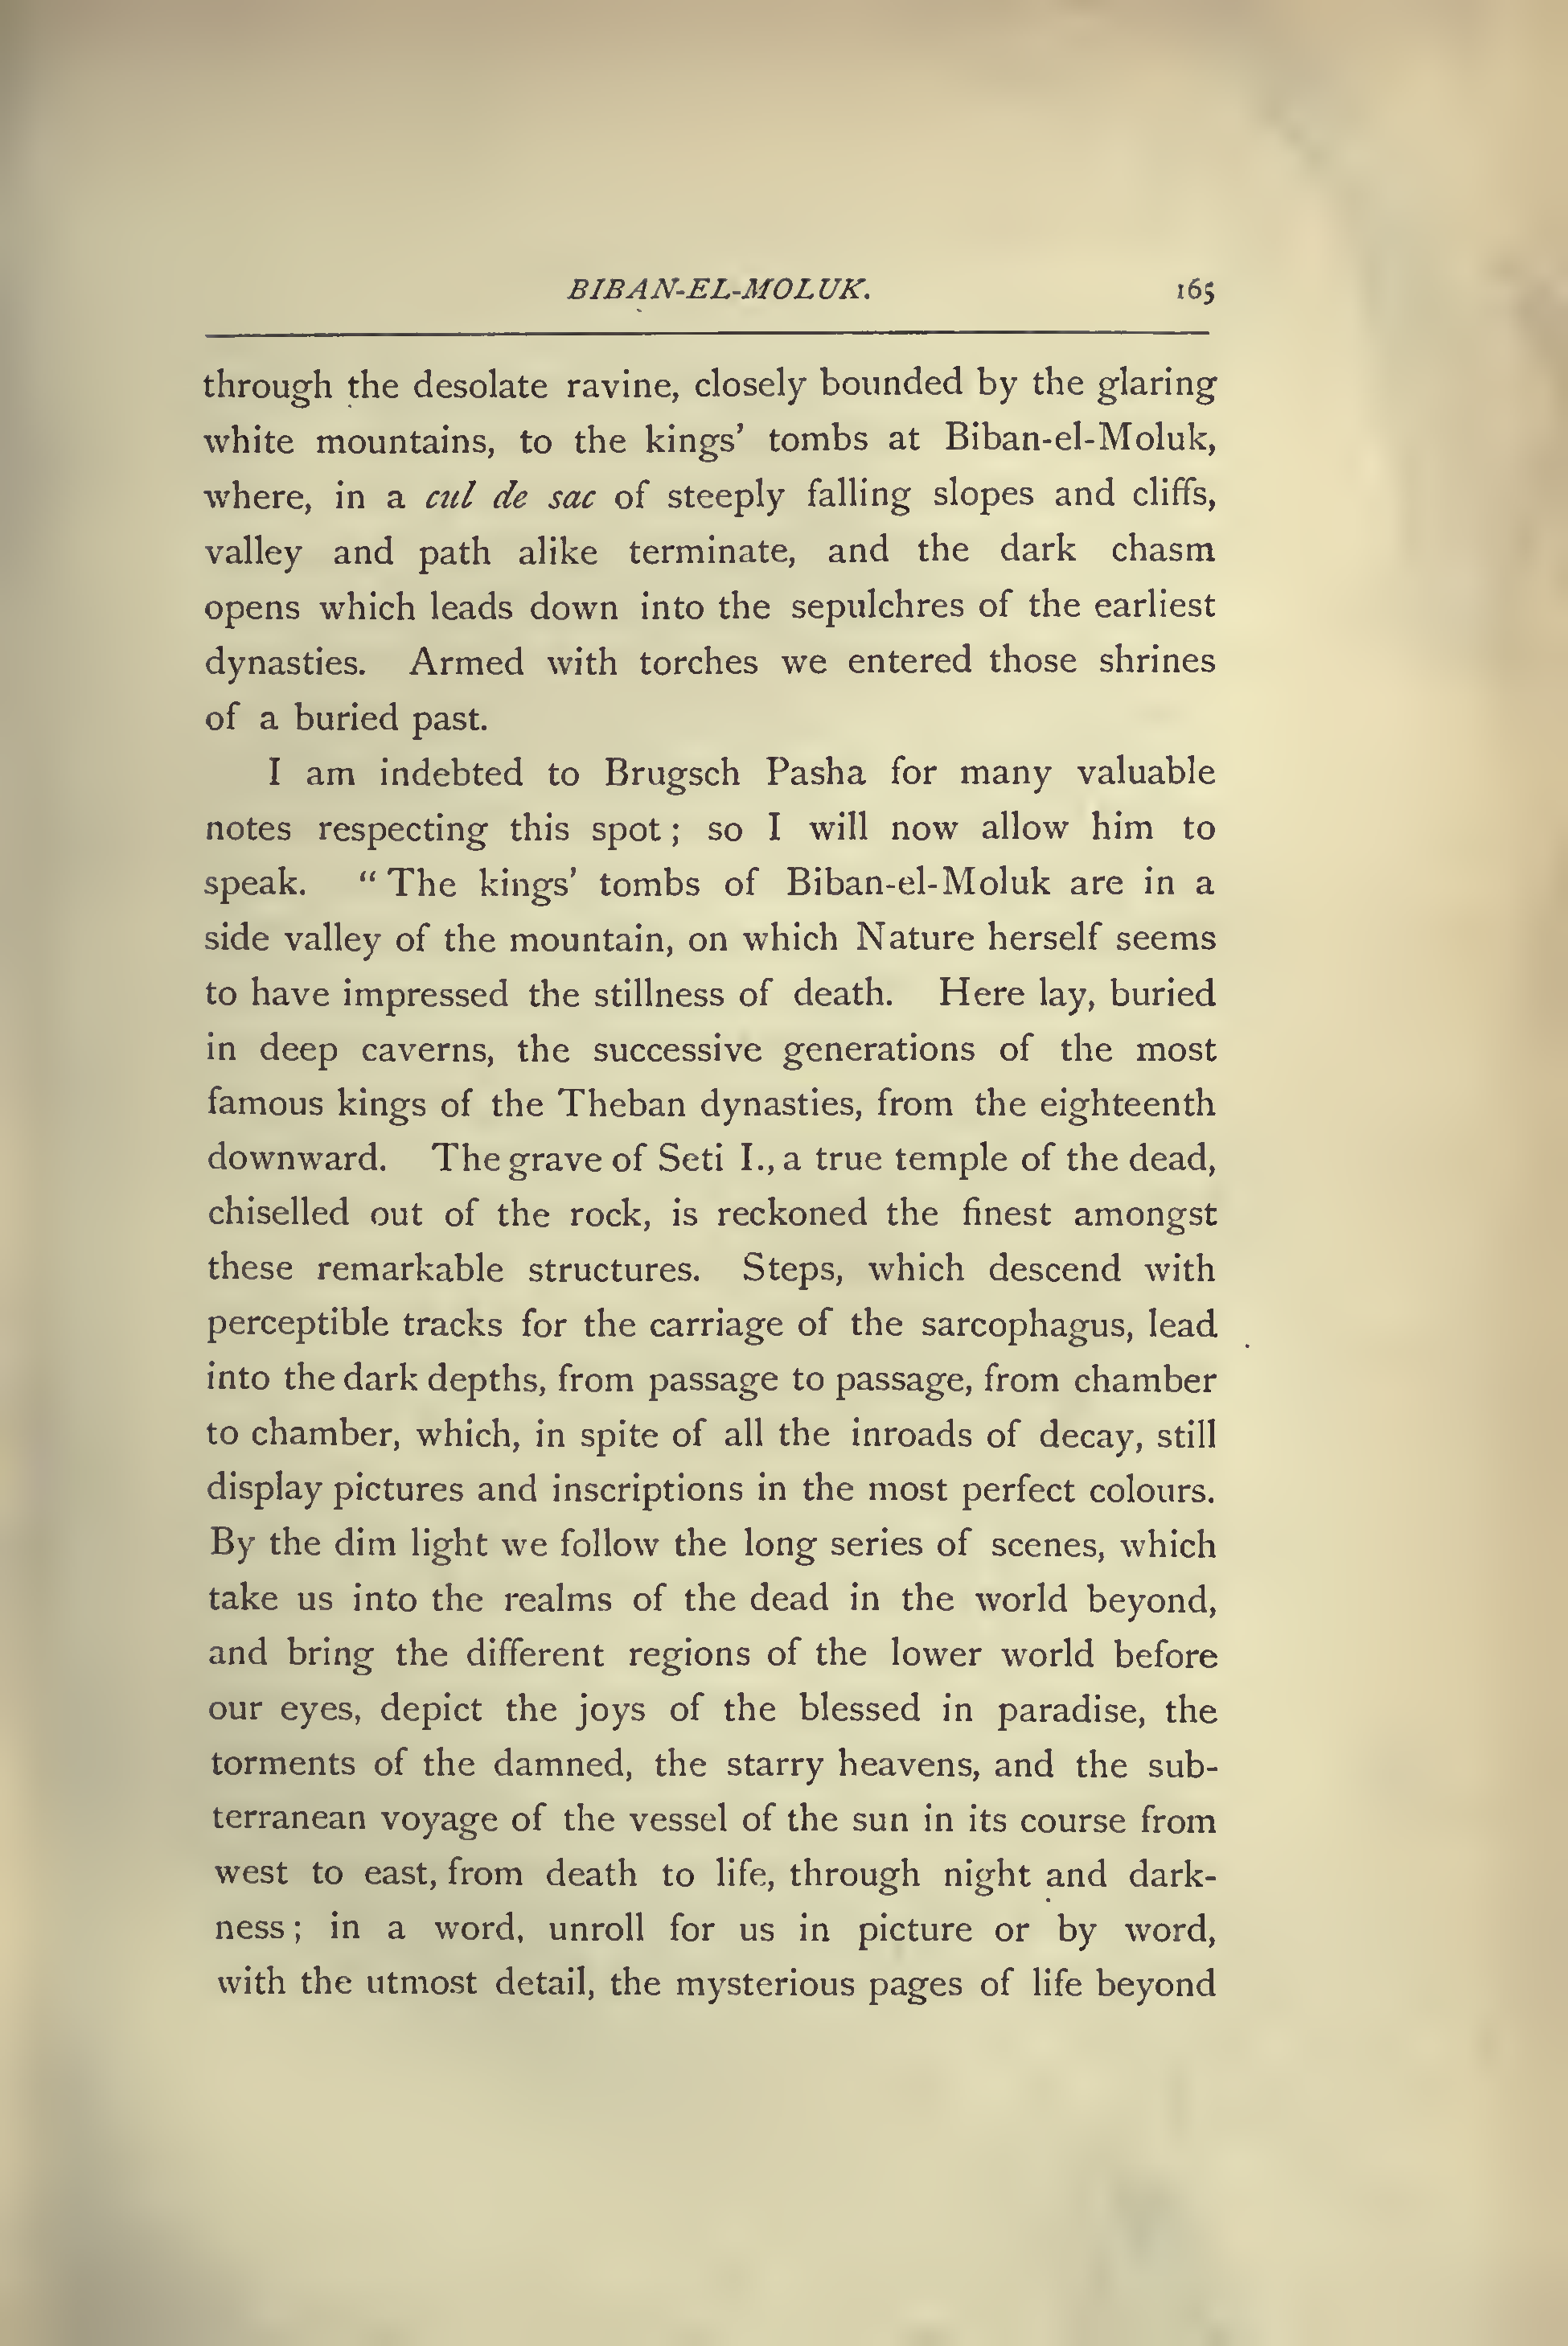 BIBAN-EL-MOLUK. 165
through the desolate ravine, closely bounded by the glaring
white mountains, to the kings’ tombs at Biban-el-Moluk,
where, in a cul de sac of steeply falling slopes and cliffs,
valley and path alike terminate, and the dark chasm
opens which leads down into the sepulchres of the earliest
dynasties. Armed with torches we entered those shrines
of a buried past.
I am indebted to Brugsch Pasha for many valuable
notes respecting this spot; so I will now allow him to
speak. “The kings’ tombs of Biban-el-Moluk are in a
side valley of the mountain, on which Nature herself seems
to have impressed the stillness of death. Here lay, buried
in deep caverns, the successive generations of the most
famous kings of the Theban dynasties, from the eighteenth
downward. The grave of Seti I., a true temple of the dead,
chiselled out of the rock, is reckoned the finest amongst
these remarkable structures. Steps, which descend with
perceptible tracks for the carriage of the sarcophagus, lead
into the dark depths, from passage to passage, from chamber
to chamber, which, in spite of all the inroads of decay, still
display pictures and inscriptions in the most perfect colours.
By the dim light we follow the long series of scenes, which
take us into the realms of the dead in the world beyond,
and bring the different regions of the lower world before
our eyes, depict the joys of the blessed in paradise, the
torments of the damned, the starry heavens, and the sub-
terranean voyage of the vessel of the sun in its course from
west to east, from death to life, through night and dark-
ness; in a word, unroll for us in picture or by word,
with the utmost detail, the mysterious pages of life beyond